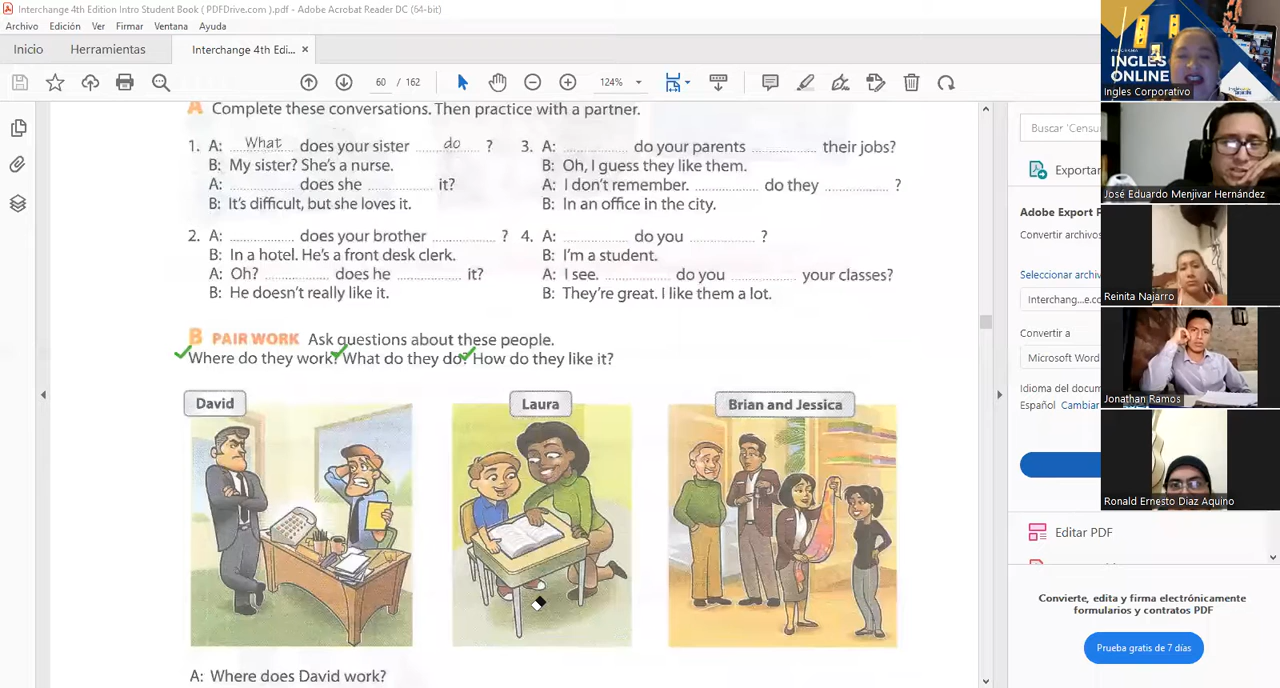 Interchange 4th Edition Intro Student Book ( PDFDrive.com ).pdf - Adobe Acrobat Reader DC (64-bit)
Archivo Edición Ver Firmar Ventana Ayuda
Inicio Herramientas Interchange 4th Edi... ×
60 / 162 124%
A Complete these conversations. Then practice with a partner.
1. A: What does your sister do ?
B: My sister? She's a nurse.
A: ............ does she ............ it?
B: It's difficult, but she loves it.
2. A: ............ does your brother ............ ?
B: In a hotel. He's a front desk clerk.
A: Oh? ............ does he ............ it?
B: He doesn't really like it.
3. A: ............ do your parents ............ their jobs?
B: Oh, I guess they like them.
A: I don't remember. ............ do they ............ ?
B: In an office in the city.
4. A: ............ do you ............ ?
B: I'm a student.
A: I see. ............ do you ............ your classes?
B: They're great. I like them a lot.
B PAIR WORK Ask questions about these people.
Where do they work? What do they do? How do they like it?
David
Laura
Brian and Jessica
A: Where does David work?
Buscar 'Censu
Exportar
Adobe Export P
Convertir archivos
Seleccionar archiv
Interchang...e.co
Convertir a
Microsoft Word
Idioma del docum
Español Cambiar
Editar PDF
Convierte, edita y firma electrónicamente
formularios y contratos PDF
Prueba gratis de 7 días
INGLES
ONLINE
Ingles Corporativo
José Eduardo Menjivar Hernández
Reinita Najarro
Jonathan Ramos
Ronald Ernesto Diaz Aquino